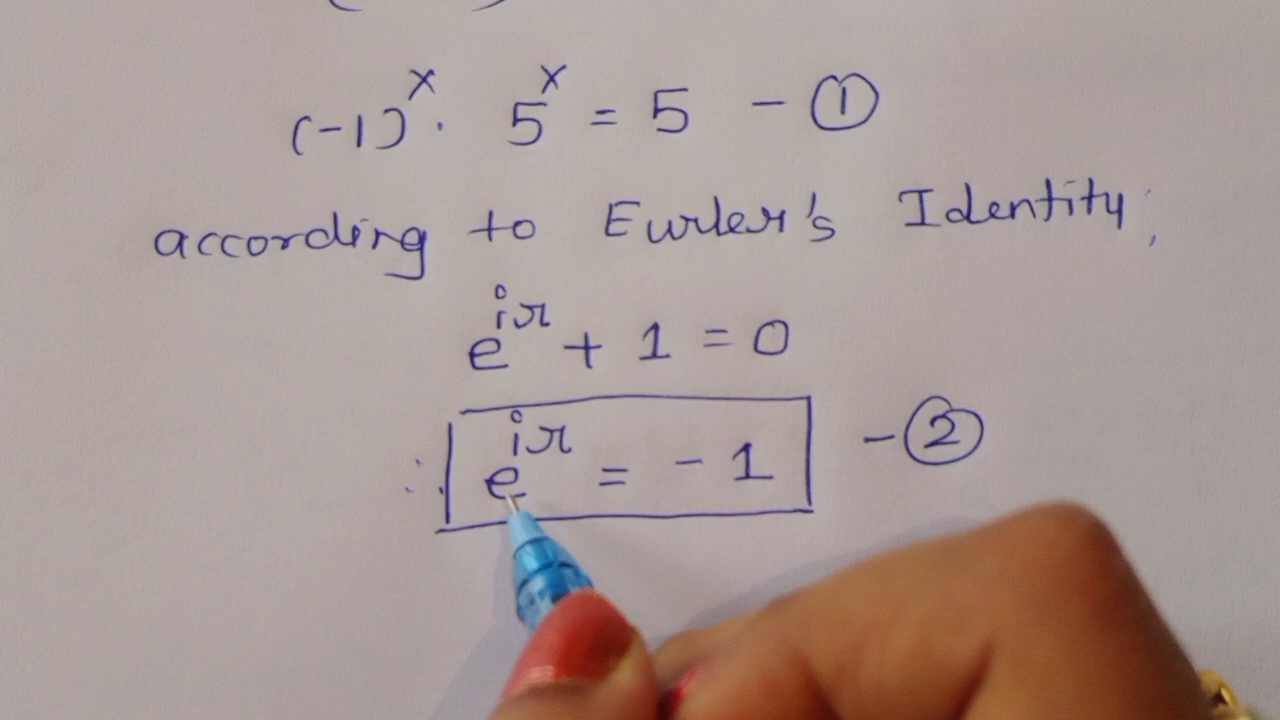 (-1)^x . 5^x = 5 - ①
according to Eurler's Identity,
e^iπ + 1 = 0
∴ e^iπ = - 1 - ②